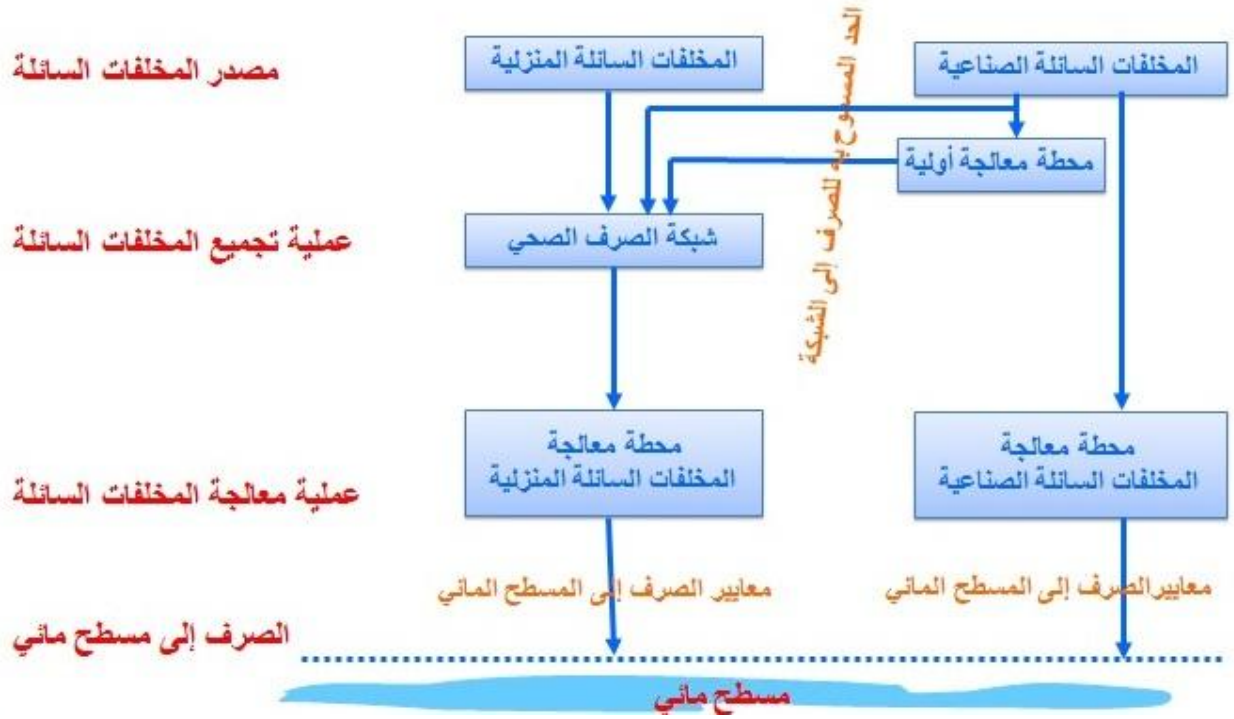 مصدر المخلفات السائلة
المخلفات السائلة المنزلية
المخلفات السائلة الصناعية
الحد المسموح به للصرف إلى الشبكة
محطة معالجة أولية
عملية تجميع المخلفات السائلة
شبكة الصرف الصحي
عملية معالجة المخلفات السائلة
محطة معالجة
المخلفات السائلة المنزلية
محطة معالجة
المخلفات السائلة الصناعية
معايير الصرف إلى المسطح المائي
معاييرالصرف إلى المسطح المائي
الصرف إلى مسطح مائي
مسطح مائي